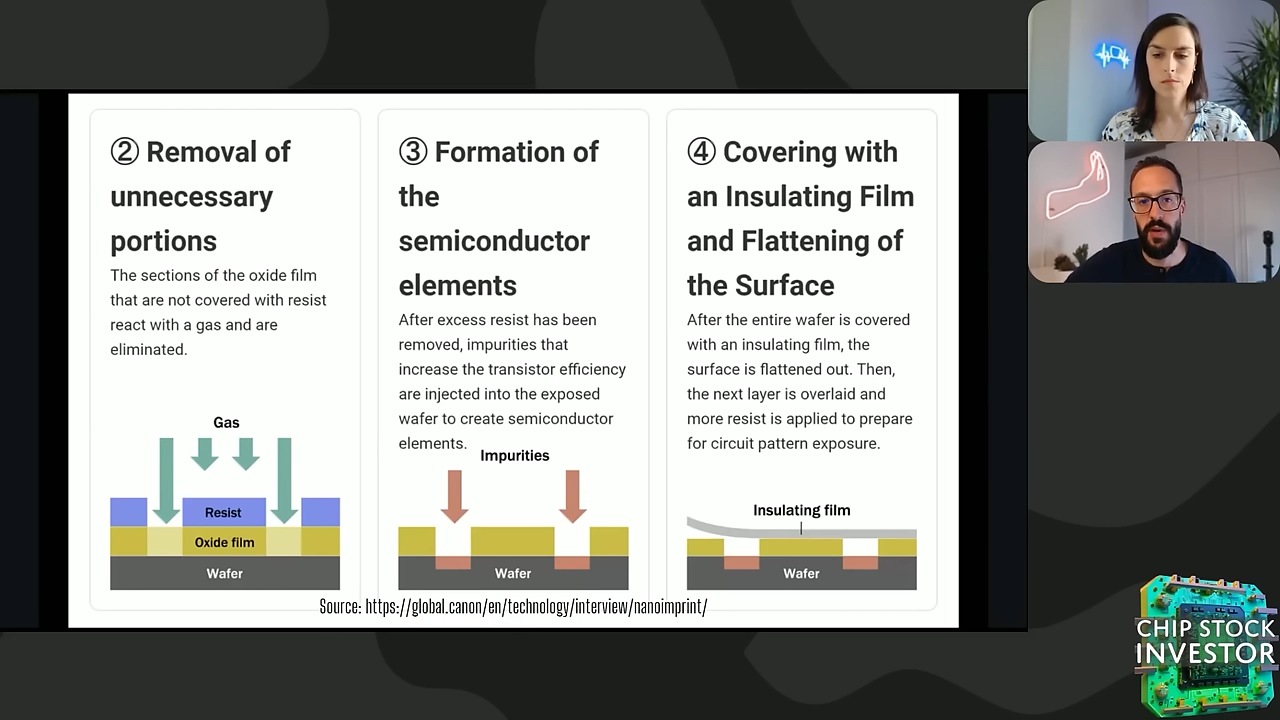 ② Removal of
unnecessary
portions
The sections of the oxide film
that are not covered with resist
react with a gas and are
eliminated.
Gas
Resist
Oxide film
Wafer
③ Formation of
the
semiconductor
elements
After excess resist has been
removed, impurities that
increase the transistor efficiency
are injected into the exposed
wafer to create semiconductor
elements.
Impurities
Wafer
④ Covering with
an Insulating Film
and Flattening of
the Surface
After the entire wafer is covered
with an insulating film, the
surface is flattened out. Then,
the next layer is overlaid and
more resist is applied to prepare
for circuit pattern exposure.
Insulating film
Wafer
Source: https://global.canon/en/technology/interview/nanoimprint/
CHIP STOCK
INVESTOR